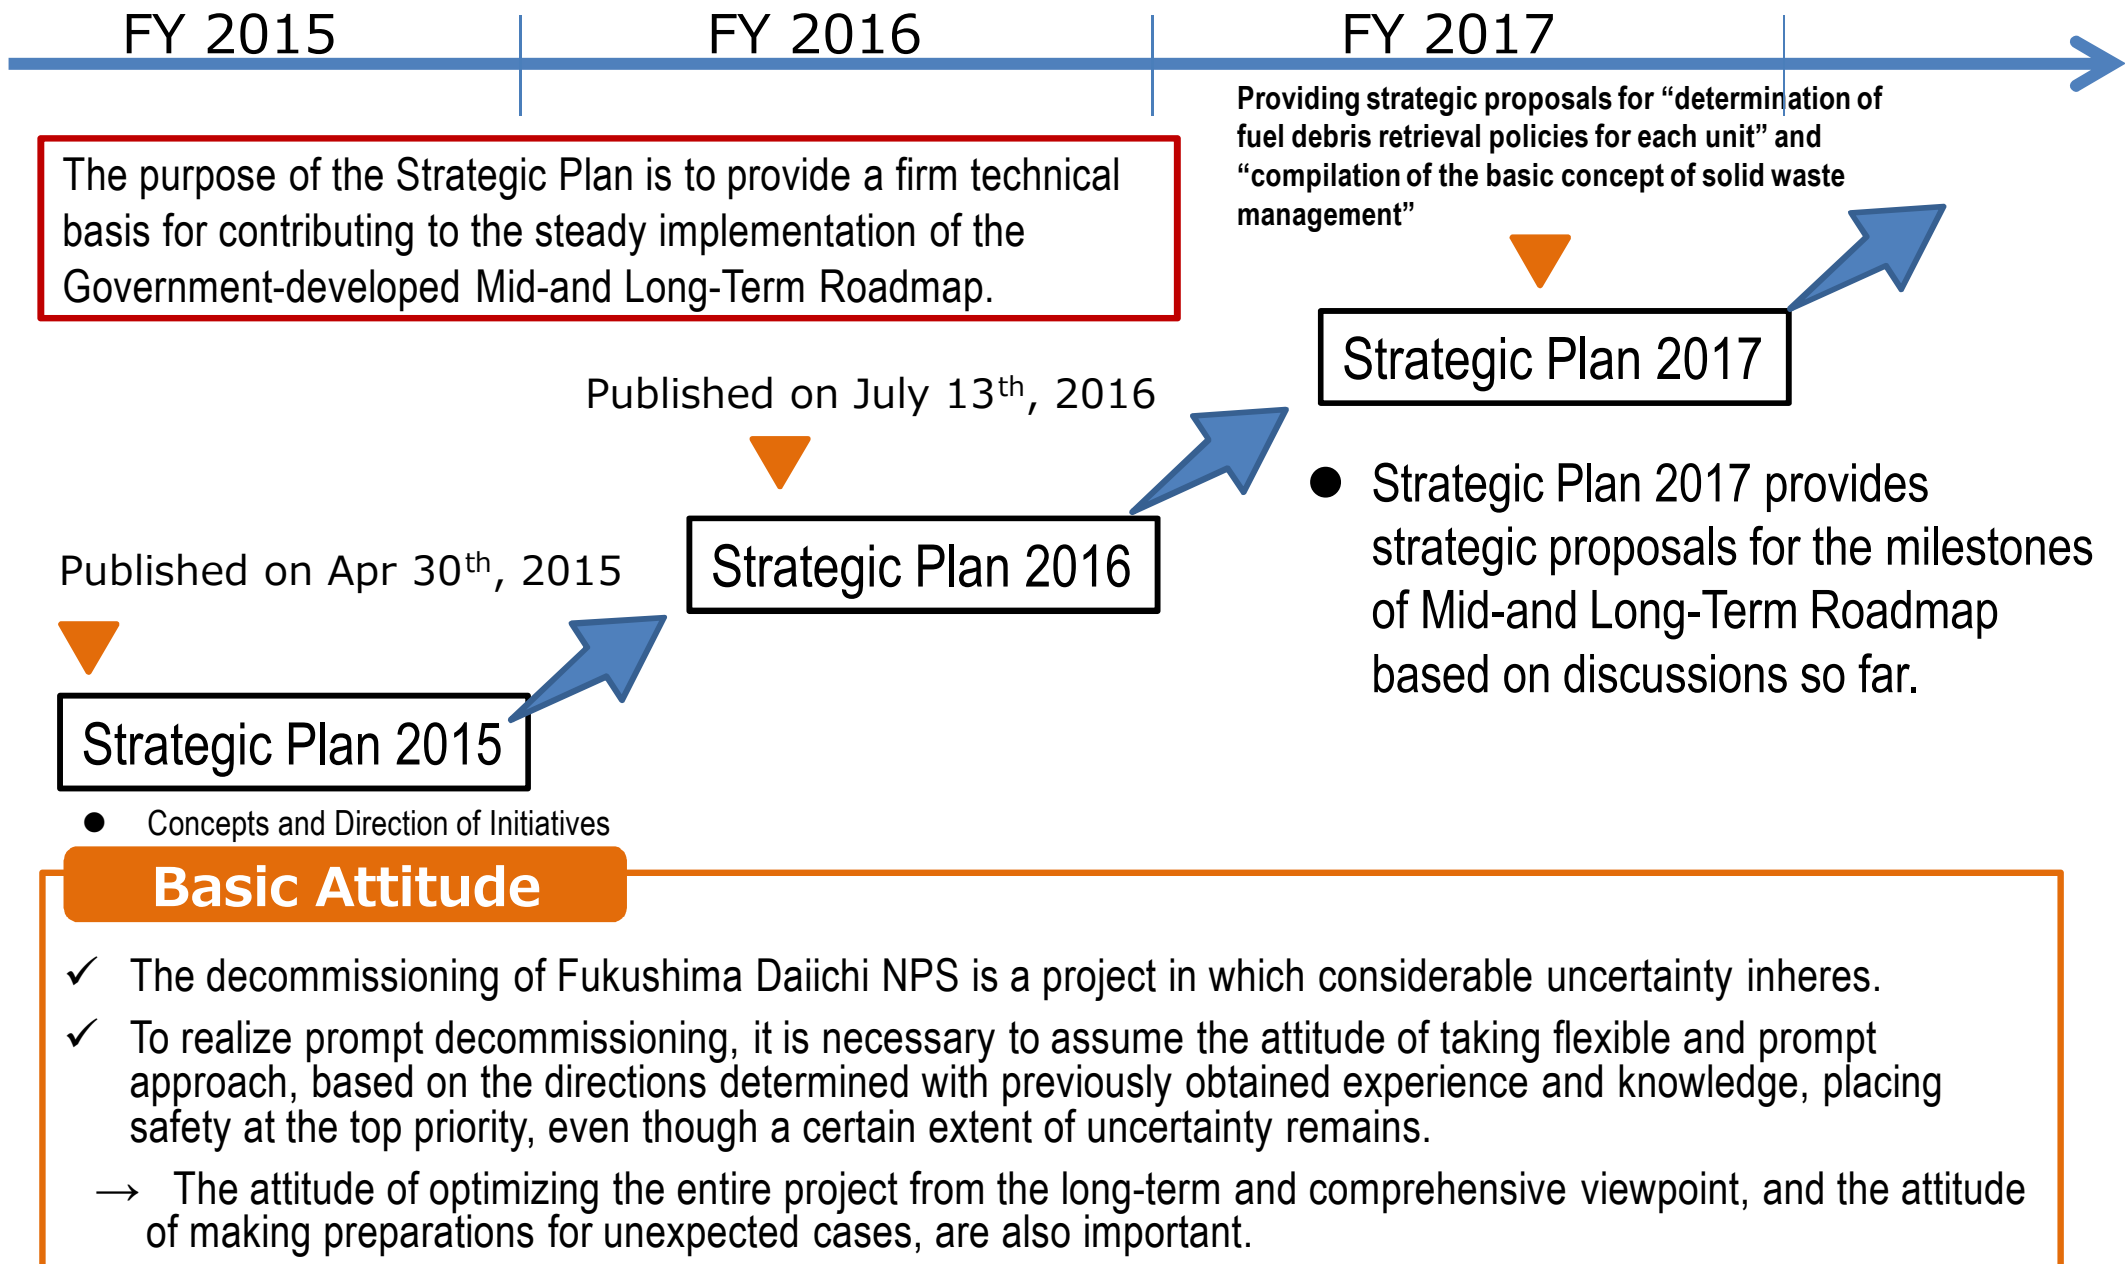 FY 2015
FY 2016
FY 2017
Providing strategic proposals for “determination of
fuel debris retrieval policies for each unit” and
“compilation of the basic concept of solid waste
management”
The purpose of the Strategic Plan is to provide a firm technical
basis for contributing to the steady implementation of the
Government-developed Mid-and Long-Term Roadmap.
Strategic Plan 2017
Published on July 13th, 2016
● Strategic Plan 2017 provides
strategic proposals for the milestones
of Mid-and Long-Term Roadmap
based on discussions so far.
Strategic Plan 2016
Published on Apr 30th, 2015
Strategic Plan 2015
● Concepts and Direction of Initiatives
Basic Attitude
✓ The decommissioning of Fukushima Daiichi NPS is a project in which considerable uncertainty inheres.
✓ To realize prompt decommissioning, it is necessary to assume the attitude of taking flexible and prompt
approach, based on the directions determined with previously obtained experience and knowledge, placing
safety at the top priority, even though a certain extent of uncertainty remains.
→ The attitude of optimizing the entire project from the long-term and comprehensive viewpoint, and the attitude
of making preparations for unexpected cases, are also important.